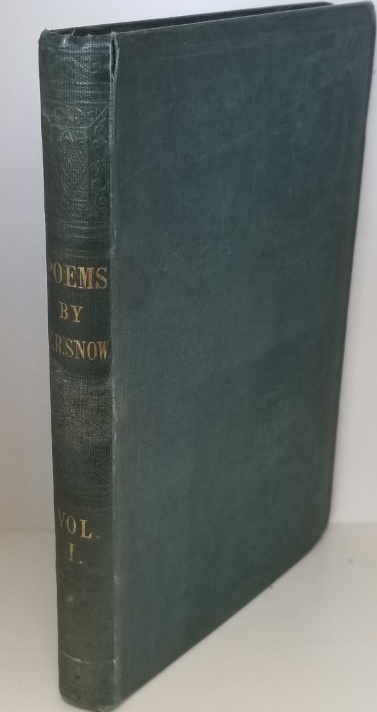 POEMS
BY
E.R.SNOW
VOL.
I.